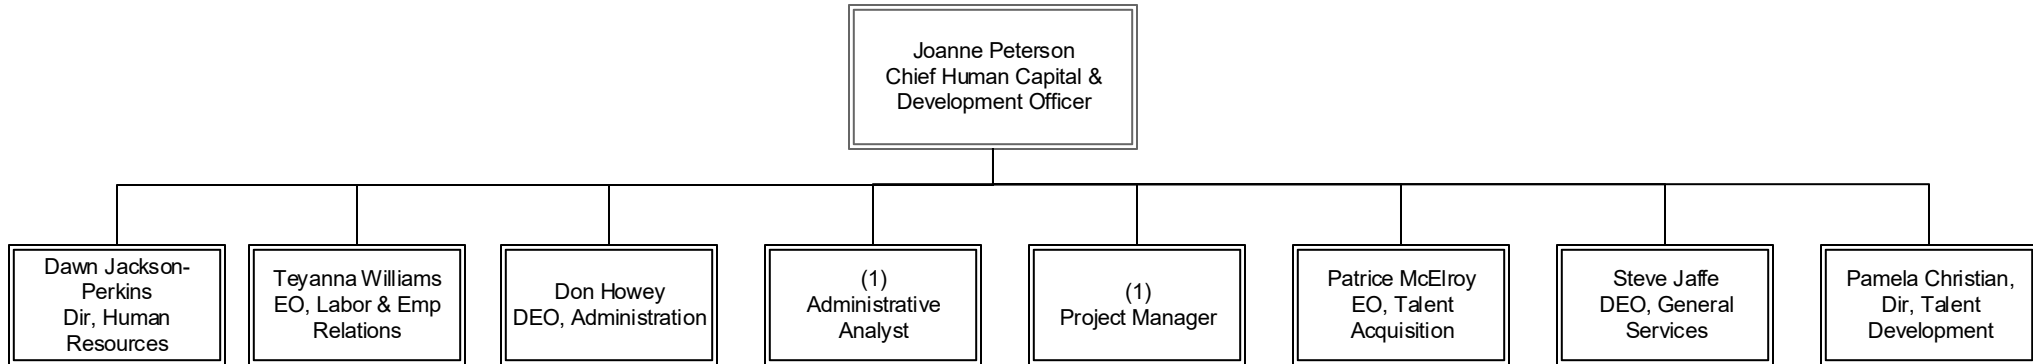 Joanne Peterson
Chief Human Capital &
Development Officer
Dawn Jackson-
Perkins
Dir, Human
Resources
Teyanna Williams
EO, Labor & Emp
Relations
Don Howey
DEO, Administration
(1)
Administrative
Analyst
(1)
Project Manager
Patrice McElroy
EO, Talent
Acquisition
Steve Jaffe
DEO, General
Services
Pamela Christian,
Dir, Talent
Development